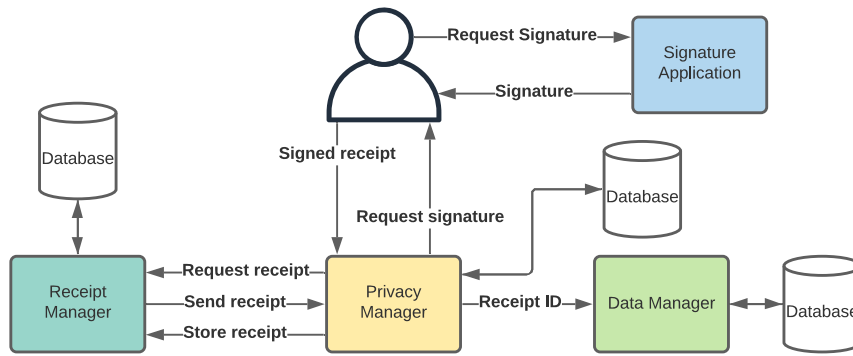 Request Signature
Signature
Application
Signature
Database
Signed receipt
Database
Request signature
Request receipt
Receipt
Manager
Send receipt
Privacy
Manager
Receipt ID
Data Manager
Database
Store receipt